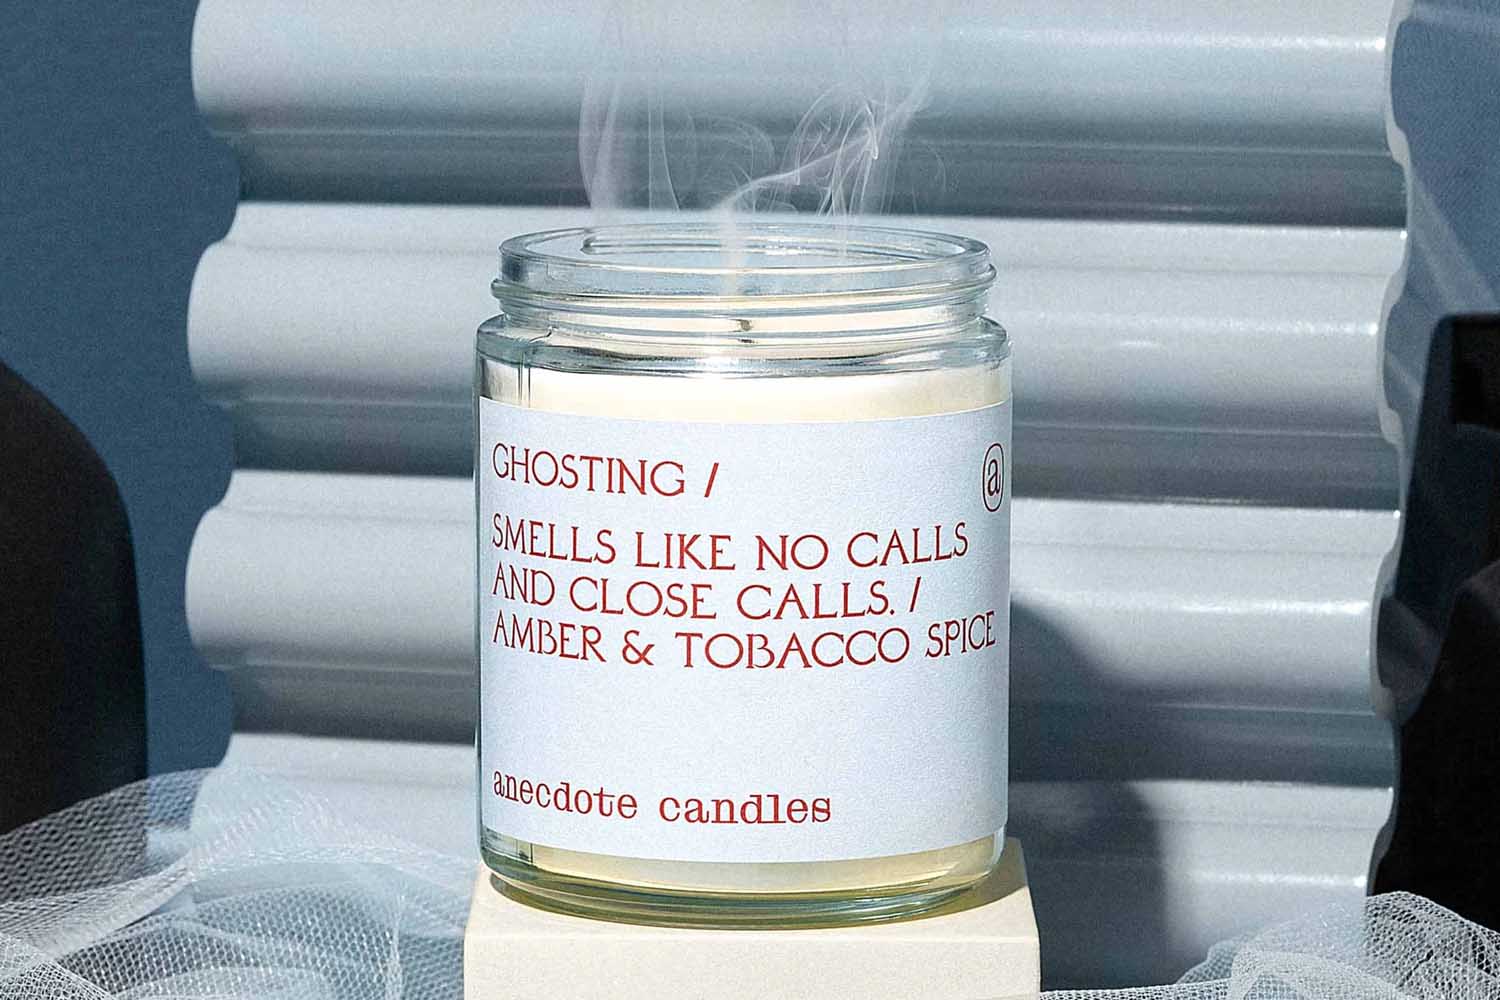 GHOSTING /
a
SMELLS LIKE NO CALLS
AND CLOSE CALLS. /
AMBER & TOBACCO SPICE
anecdote candles